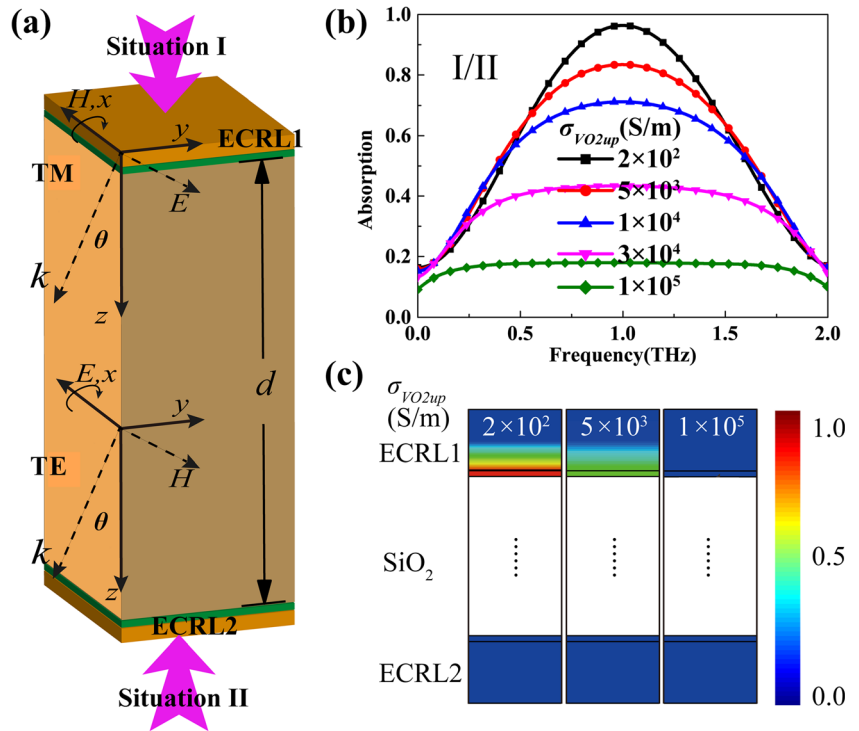 (a)
Situation I
H,x
y
ECRL1
TM
E
θ
k
z
d
E,x
y
TE
H
θ
k
z
ECRL2
Situation II
(b)
I/II
σVO2up(S/m)
2×10²
5×10³
1×10⁴
3×10⁴
1×10⁵
Absorption
1.0
0.8
0.6
0.4
0.2
0.0
0.0 0.5 1.0 1.5 2.0
Frequency(THz)
(c)
σVO2up
(S/m)
2×10² 5×10³ 1×10⁵
ECRL1
SiO₂
ECRL2
1.0
0.5
0.0